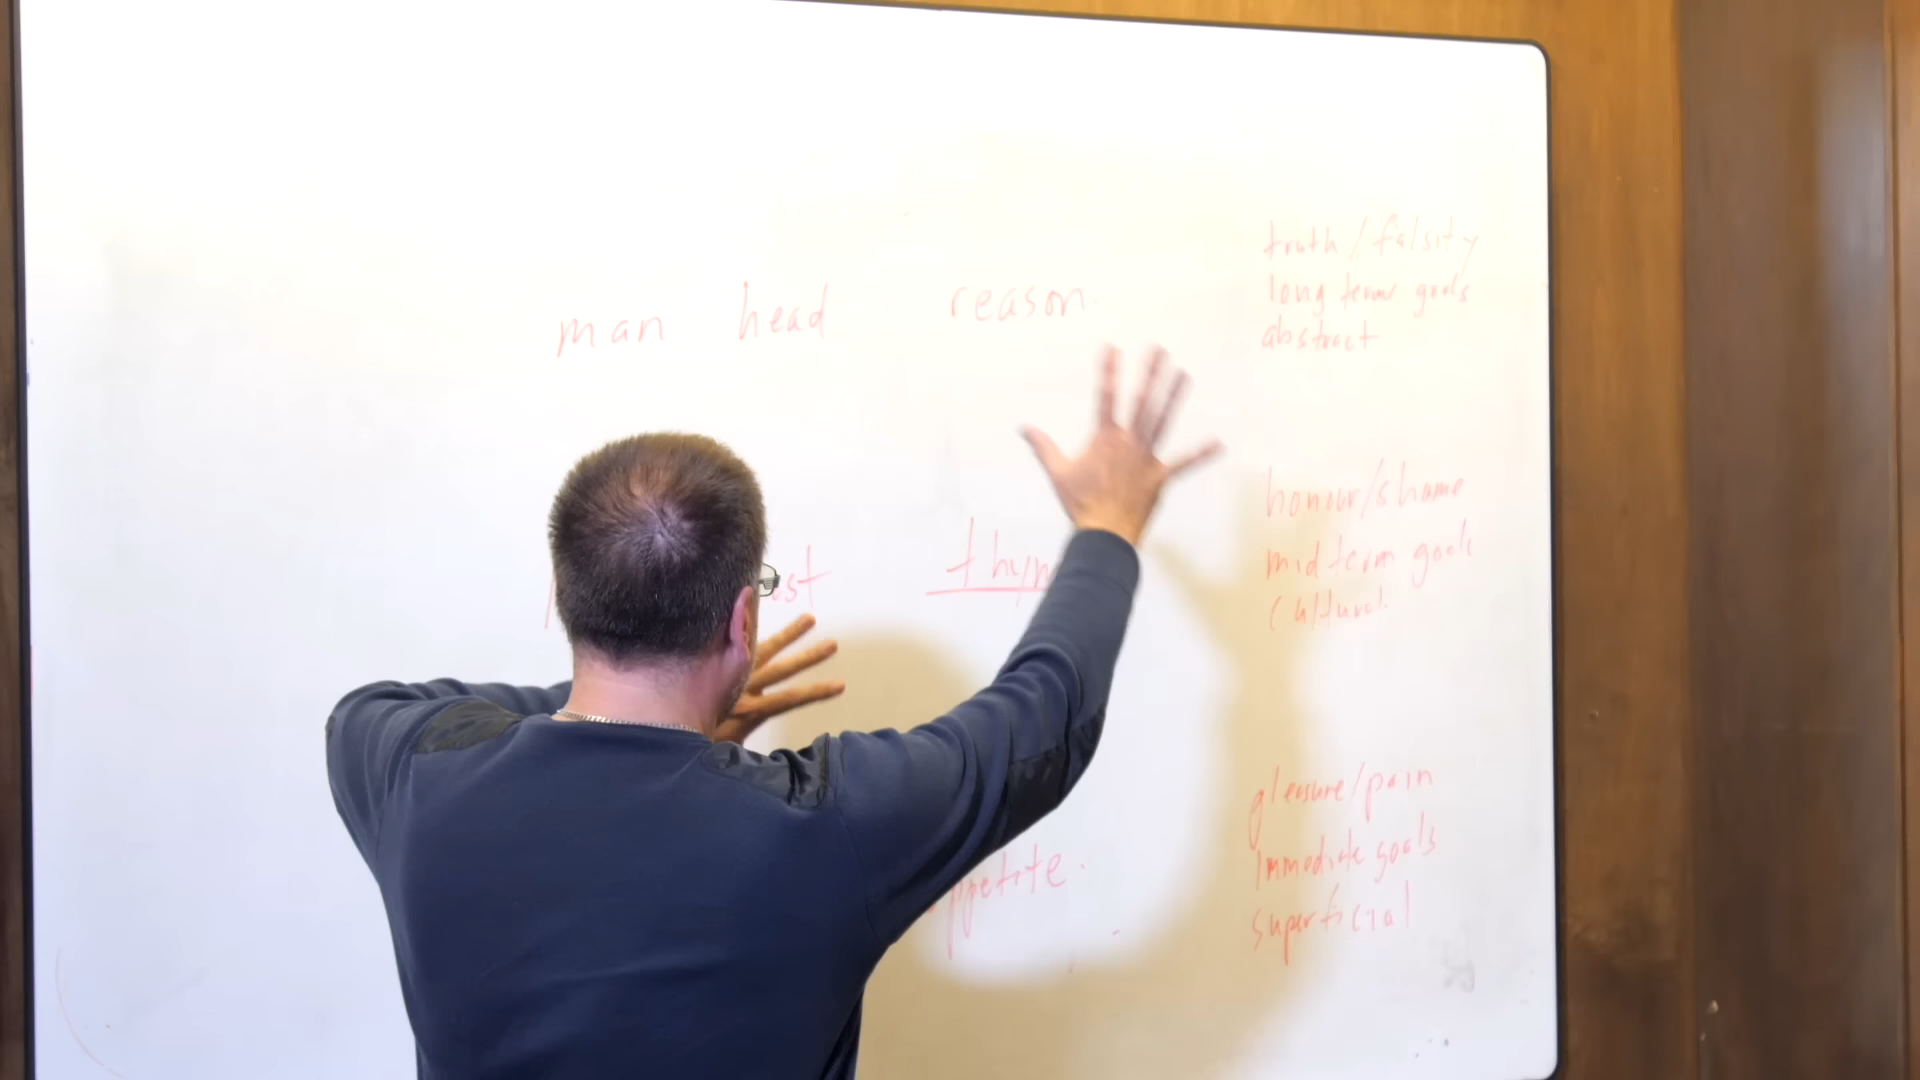 truth/falsity
long term goals
abstract
man head reason
honour/shame
mid term goals
cultural
pleasure/pain
immediate goals
superficial